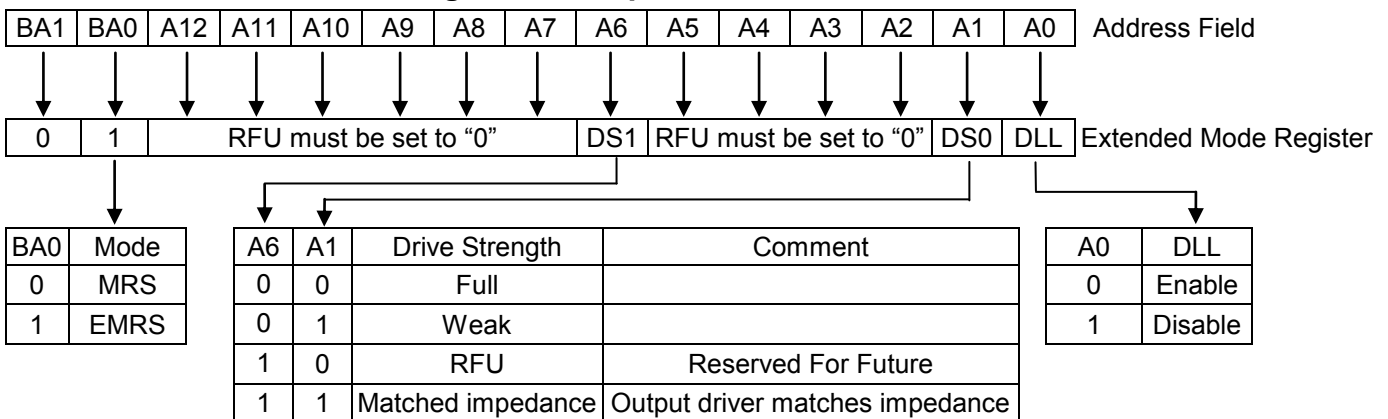 BA1 BA0 A12 A11 A10 A9 A8 A7 A6 A5 A4 A3 A2 A1 A0 Address Field
0 1 RFU must be set to “0” DS1 RFU must be set to “0” DS0 DLL Extended Mode Register
BA0 Mode A6 A1 Drive Strength Comment A0 DLL
0 MRS 0 0 Full 0 Enable
1 EMRS 0 1 Weak 1 Disable
1 0 RFU Reserved For Future
1 1 Matched impedance Output driver matches impedance